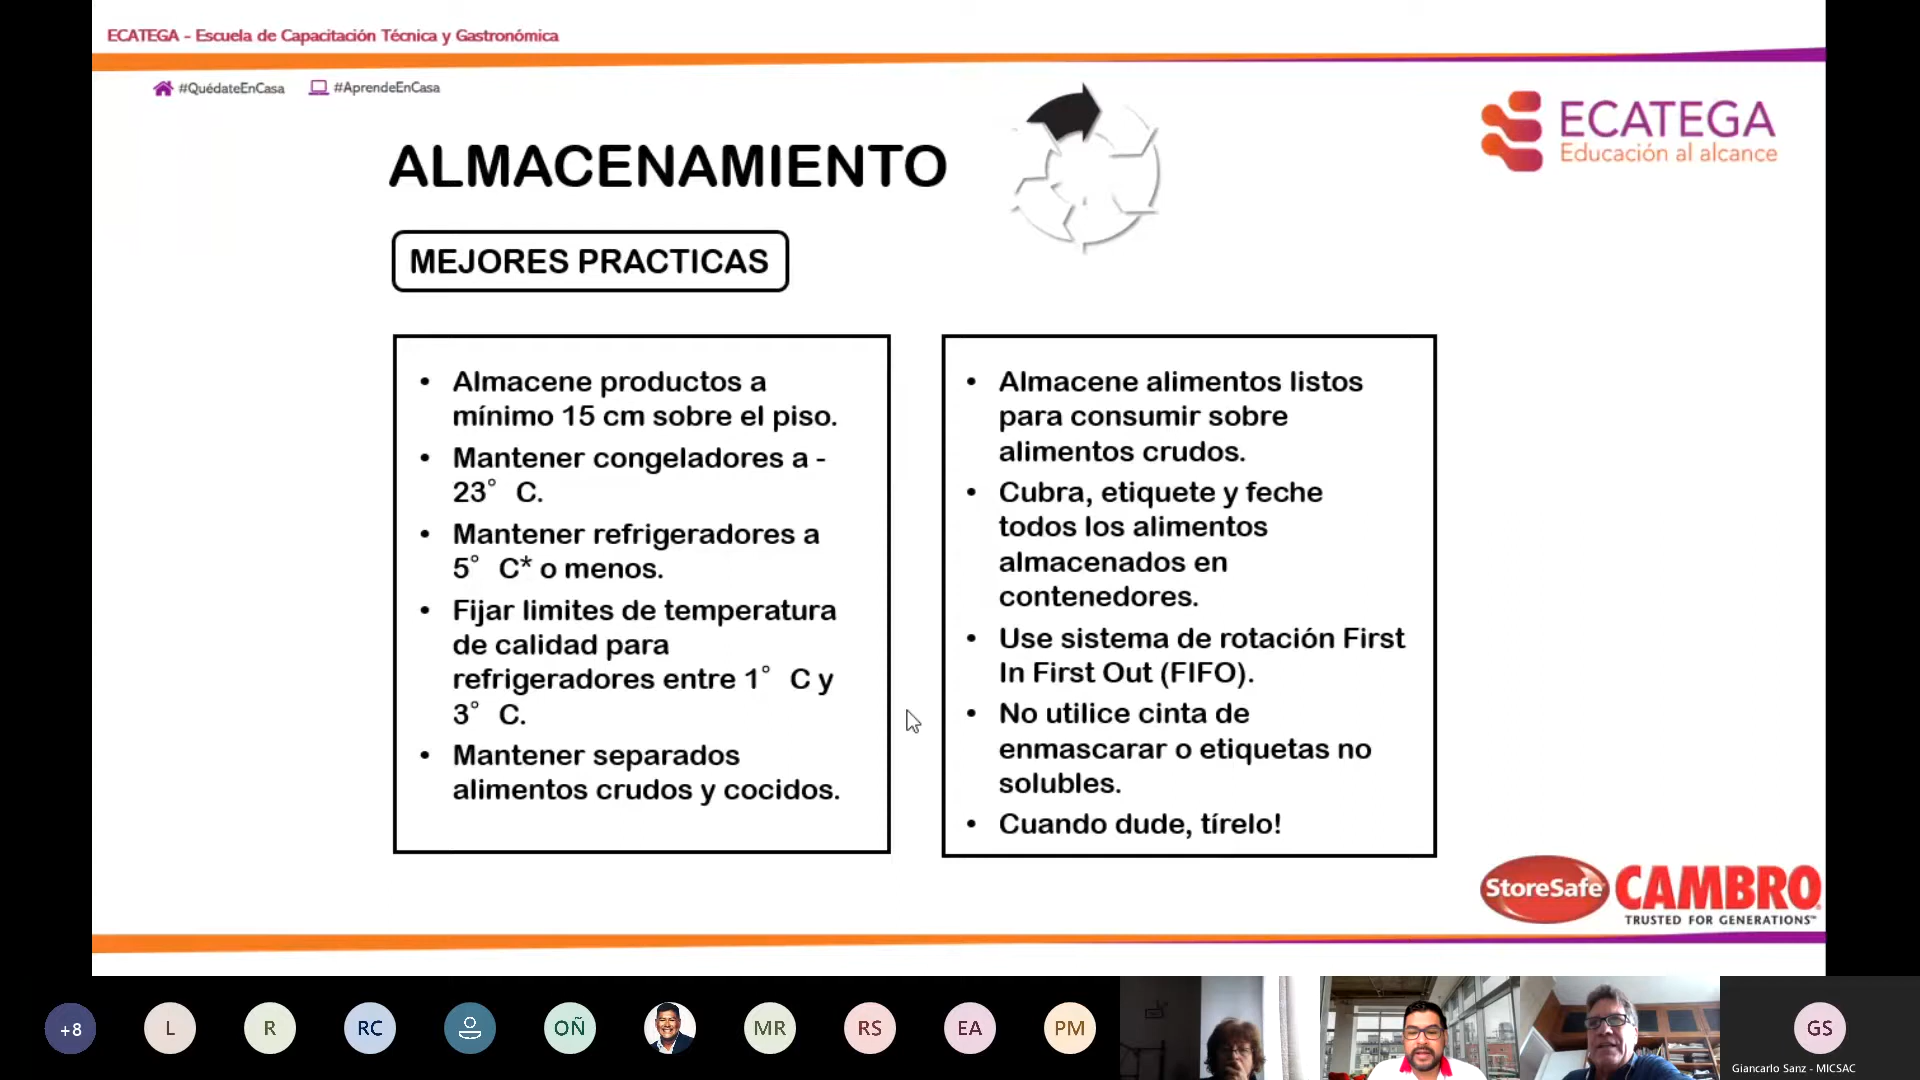 ECATEGA - Escuela de Capacitación Técnica y Gastronómica
#QuédateEnCasa #AprendeEnCasa
ECATEGA
Educación al alcance
ALMACENAMIENTO
MEJORES PRACTICAS
• Almacene productos a
mínimo 15 cm sobre el piso.
• Mantener congeladores a -
23° C.
• Mantener refrigeradores a
5° C* o menos.
• Fijar limites de temperatura
de calidad para
refrigeradores entre 1° C y
3° C.
• Mantener separados
alimentos crudos y cocidos.
• Almacene alimentos listos
para consumir sobre
alimentos crudos.
• Cubra, etiquete y feche
todos los alimentos
almacenados en
contenedores.
• Use sistema de rotación First
In First Out (FIFO).
• No utilice cinta de
enmascarar o etiquetas no
solubles.
• Cuando dude, tírelo!
StoreSafe CAMBRO
TRUSTED FOR GENERATIONS™
+8 L R RC OÑ MR RS EA PM GS
Giancarlo Sanz - MICSAC